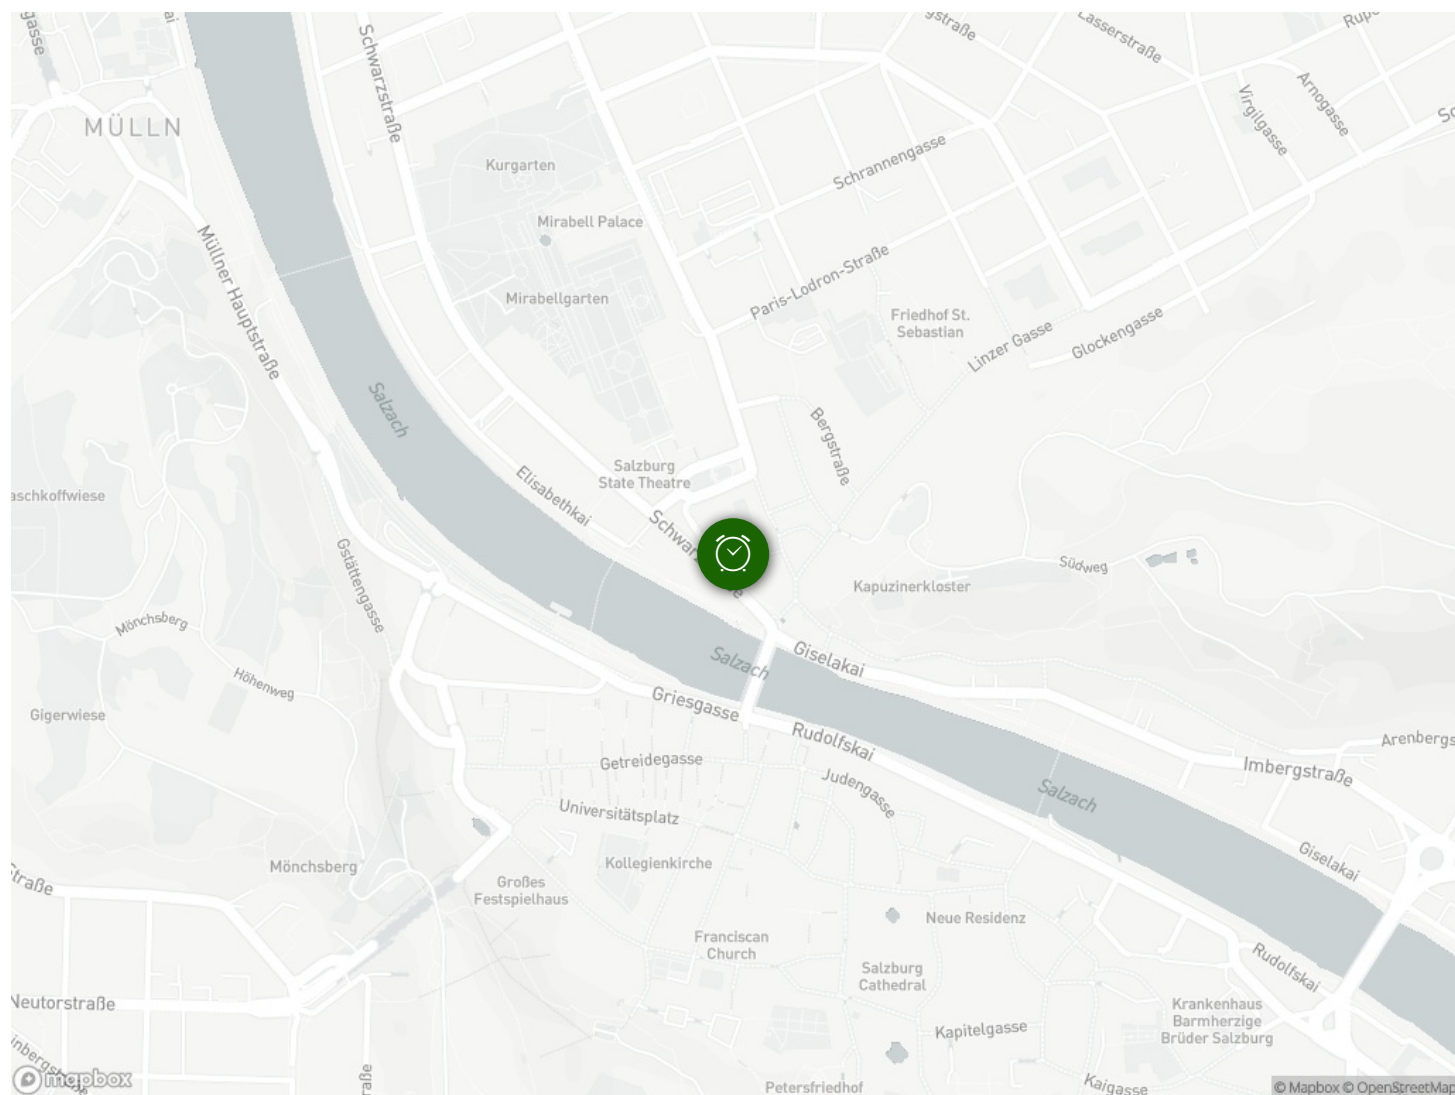 MÜLLN
Schwarzstraße
Lasserstraße
Virgilgasse
Arnogasse
Schrannengasse
Kurgarten
Mirabell Palace
Mirabellgarten
Paris-Lodron-Straße
Müllner Hauptstraße
Friedhof St.
Sebastian
Linzer Gasse
Glockengasse
Salzach
Bergstraße
Salzburg
State Theatre
Elisabethkai
aschkoffwiese
Gstättengasse
Südweg
Kapuzinerkloster
Mönchsberg
Höhenweg
Gigerwiese
Salzach
Giselakai
Griesgasse
Rudolfskai
Getreidegasse
Judengasse
Universitätsplatz
Arenbergs
Imbergstraße
Salzach
Giselakai
Kollegienkirche
Mönchsberg
Großes
Festspielhaus
straße
Neue Residenz
Franciscan
Church
Salzburg
Cathedral
Rudolfskai
Neutorstraße
Krankenhaus
Barmherzige
Brüder Salzburg
Kapitelgasse
Petersfriedhof
Kaigasse
mapbox
© Mapbox © OpenStreetMap